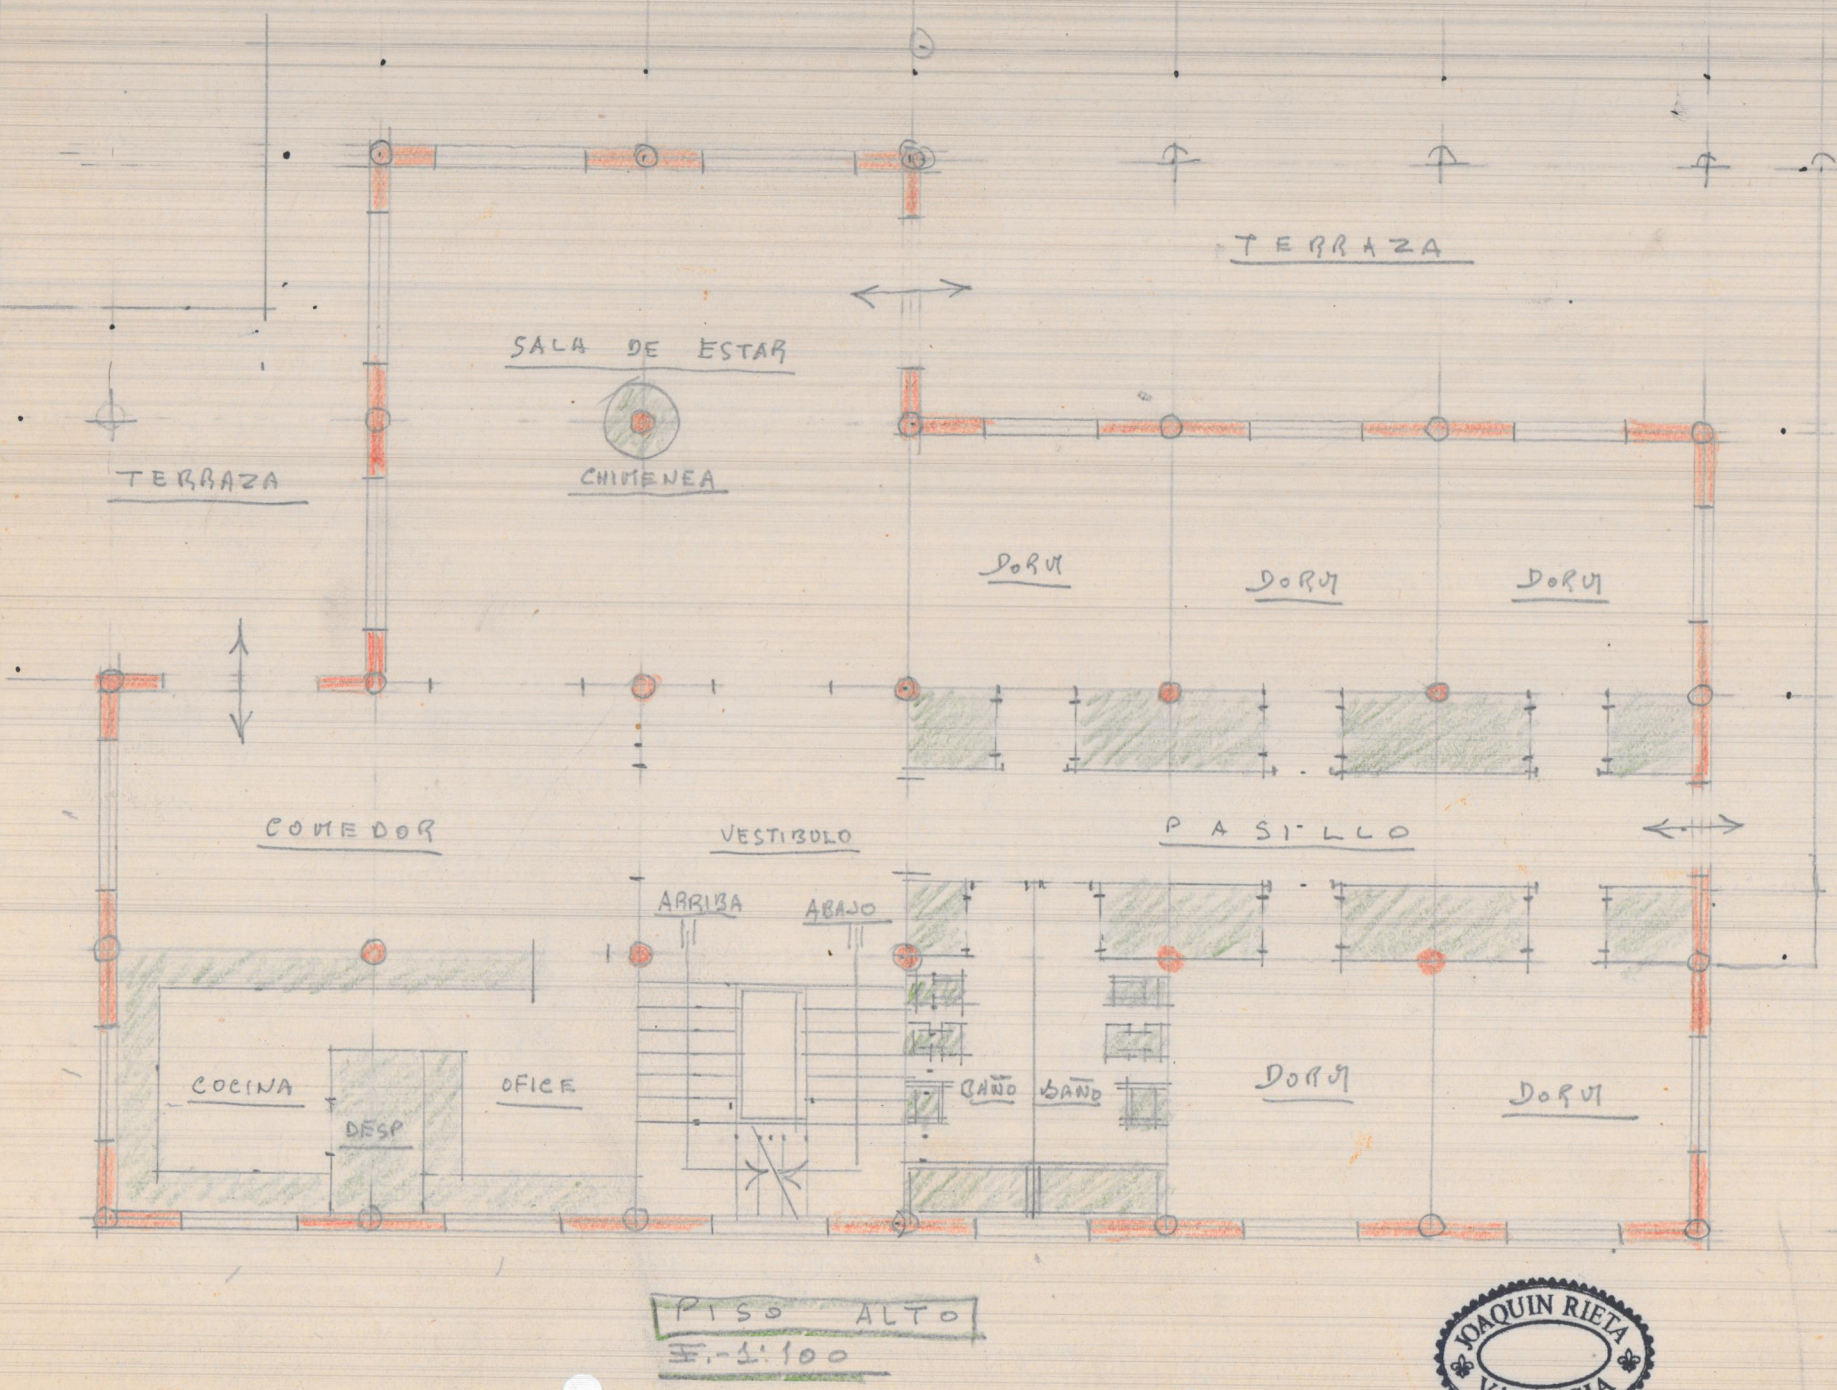 TERRAZA
SALA DE ESTAR
CHIMENEA
TERRAZA
DORM
DORM
DORM
COMEDOR
VESTIBULO
PASILLO
ARRIBA
ABAJO
COCINA
OFICE
BAÑO
BAÑO
DORM
DORM
DESP
PISO ALTO
E.-1:100
JOAQUIN RIETA